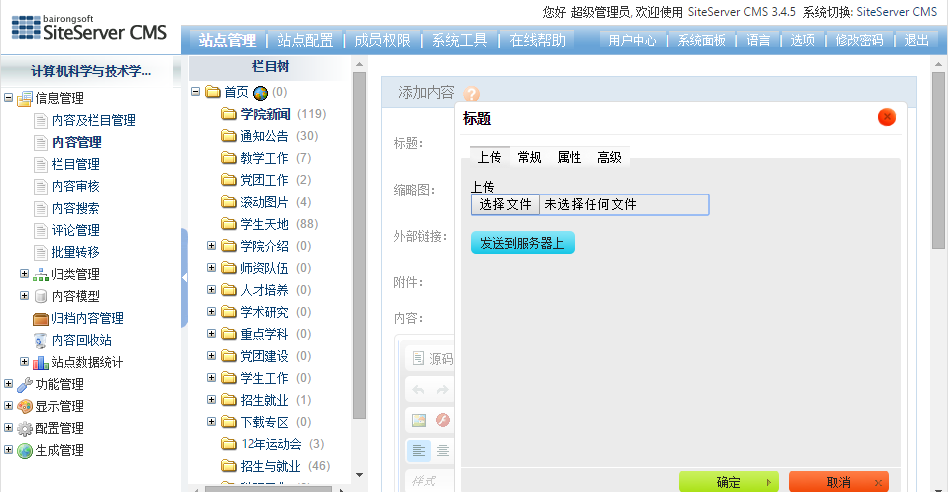 bairongsoft
SiteServer CMS
您好 超级管理员, 欢迎使用 SiteServer CMS 3.4.5 系统切换: SiteServer CMS
站点管理 | 站点配置 | 成员权限 | 系统工具 | 在线帮助
用户中心 | 系统面板 | 语言 | 选项 | 修改密码 | 退出
计算机科学与技术学...
信息管理
内容及栏目管理
内容管理
栏目管理
内容审核
内容搜索
评论管理
批量转移
归类管理
内容模型
归档内容管理
内容回收站
站点数据统计
功能管理
显示管理
配置管理
生成管理
栏目树
首页 (0)
学院新闻 (119)
通知公告 (30)
教学工作 (7)
党团工作 (2)
滚动图片 (4)
学生天地 (88)
学院介绍 (0)
师资队伍 (0)
人才培养 (0)
学术研究 (0)
重点学科 (0)
党团建设 (0)
学生工作 (0)
招生就业 (1)
下载专区 (0)
12年运动会 (3)
招生与就业 (46)
添加内容
标题：
缩略图：
外部链接：
附件：
内容：
源码
样式
标题
上传 常规 属性 高级
上传
选择文件 未选择任何文件
发送到服务器上
确定
取消